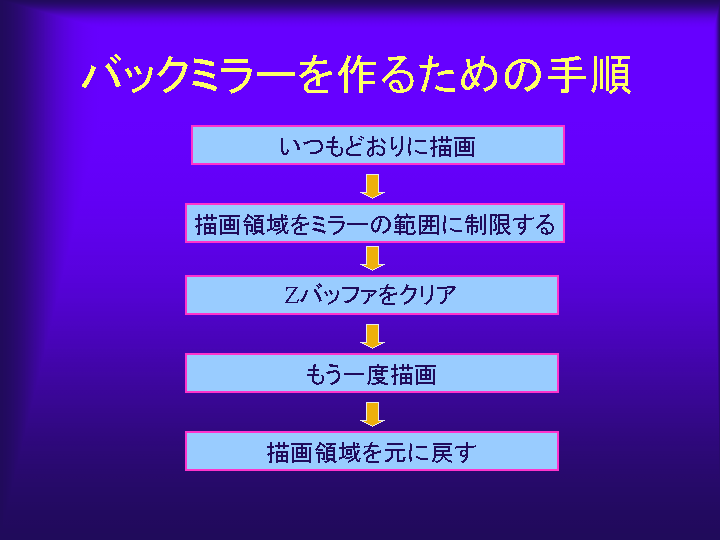 バックミラーを作るための手順
いつもどおりに描画
描画領域をミラーの範囲に制限する
Zバッファをクリア
もう一度描画
描画領域を元に戻す